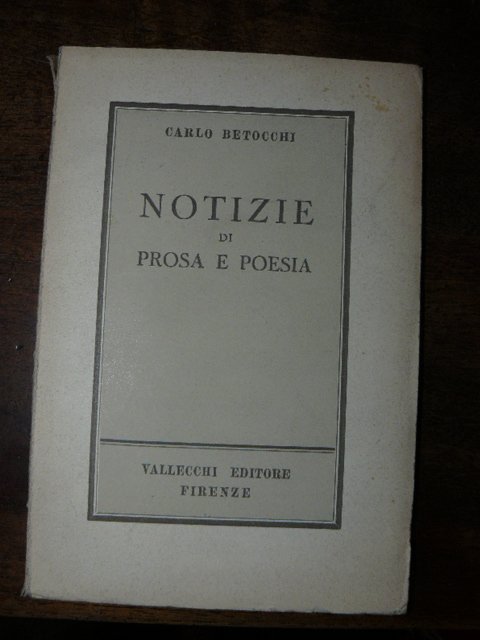 CARLO BETOCCHI
NOTIZIE
DI
PROSA E POESIA
VALLECCHI EDITORE
FIRENZE